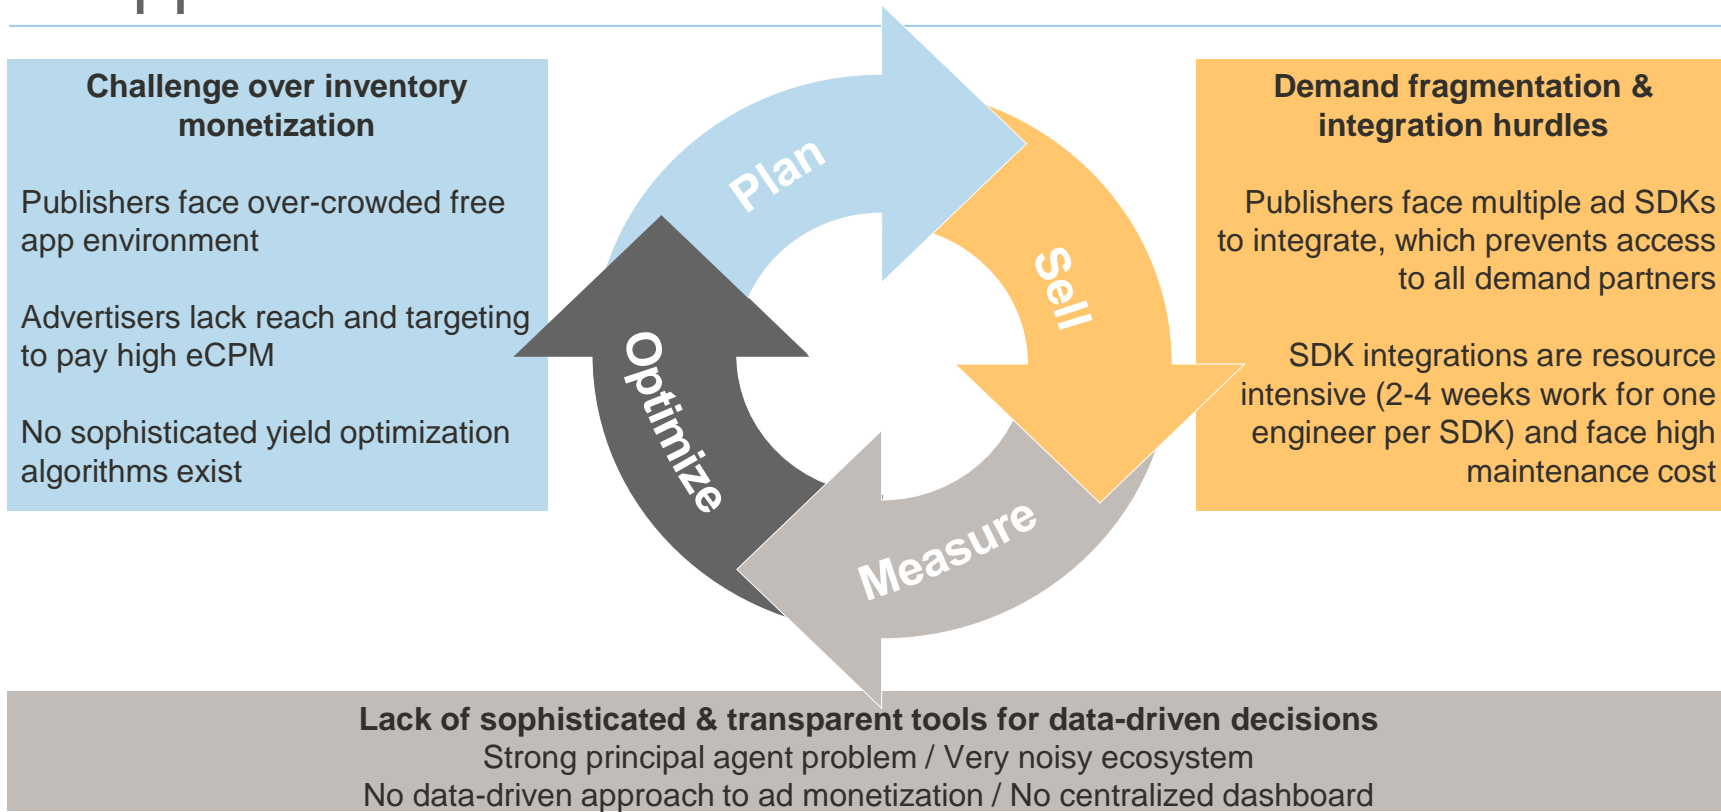 Challenge over inventory
monetization
Publishers face over-crowded free
app environment
Advertisers lack reach and targeting
to pay high eCPM
No sophisticated yield optimization
algorithms exist
Plan
Sell
Measure
Optimize
Demand fragmentation &
integration hurdles
Publishers face multiple ad SDKs
to integrate, which prevents access
to all demand partners
SDK integrations are resource
intensive (2-4 weeks work for one
engineer per SDK) and face high
maintenance cost
Lack of sophisticated & transparent tools for data-driven decisions
Strong principal agent problem / Very noisy ecosystem
No data-driven approach to ad monetization / No centralized dashboard